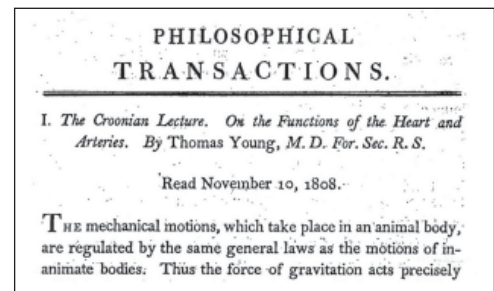 PHILOSOPHICAL
TRANSACTIONS.
I. The Croonian Lecture. On the Functions of the Heart and
Arteries. By Thomas Young, M. D. For. Sec. R. S.
Read November 10, 1808.
THE mechanical motions, which take place in an animal body,
are regulated by the same general laws as the motions of in-
animate bodies. Thus the force of gravitation acts precisely